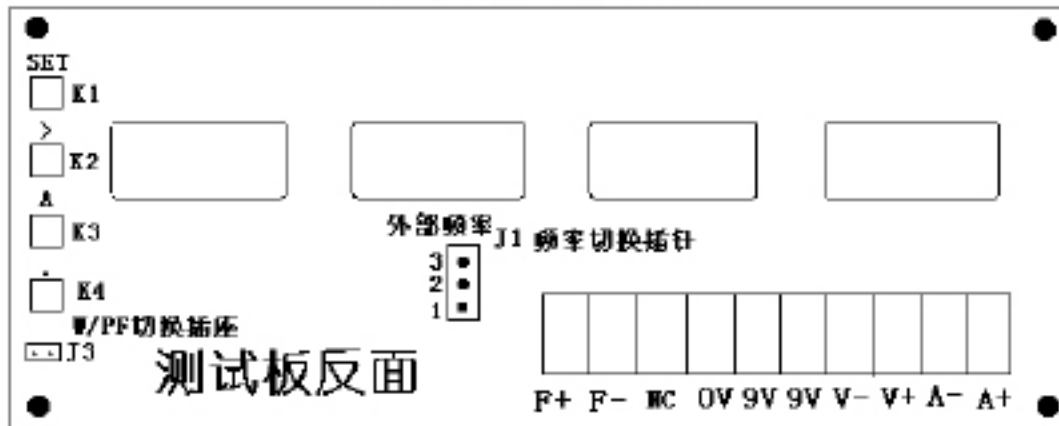 SET
K1
>
K2
A
K3
K4
W/PF切换插座
J3
外部频率
J1 频率切换插针
3
2
1
测试板反面
F+ F- NC 0V 9V 9V V- V+ A- A+